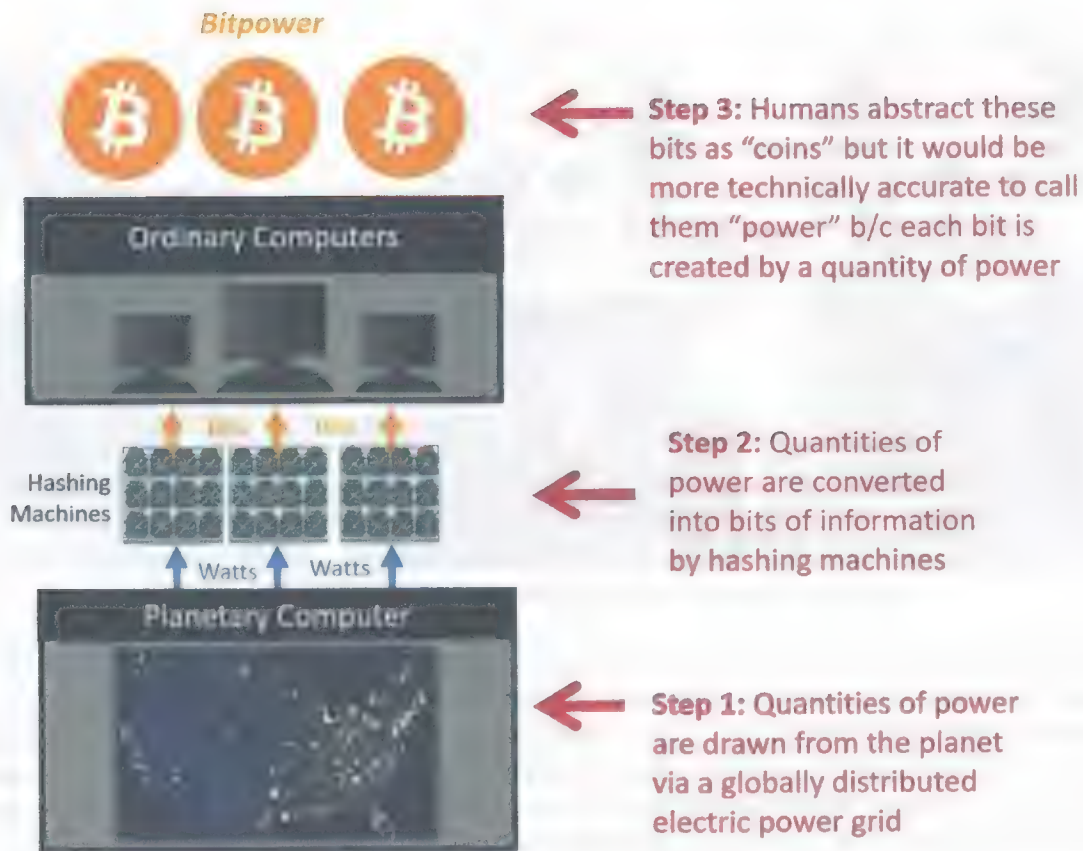 Bitpower
Step 3: Humans abstract these
bits as “coins” but it would be
more technically accurate to call
them “power” b/c each bit is
created by a quantity of power
Ordinary Computers
Bits Bits
Hashing
Machines
Step 2: Quantities of
power are converted
into bits of information
by hashing machines
Watts Watts
Planetary Computer
Step 1: Quantities of power
are drawn from the planet
via a globally distributed
electric power grid